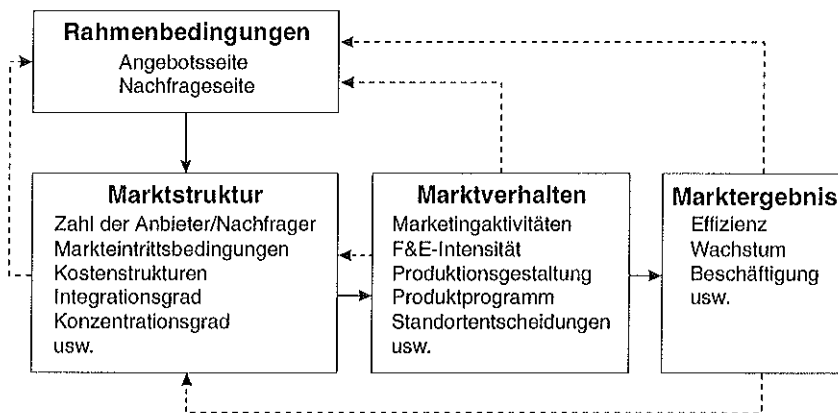 Rahmenbedingungen
Angebotsseite
Nachfrageseite
Marktstruktur
Zahl der Anbieter/Nachfrager
Markteintrittsbedingungen
Kostenstrukturen
Integrationsgrad
Konzentrationsgrad
usw.
Marktverhalten
Marketingaktivitäten
F&E-Intensität
Produktionsgestaltung
Produktprogramm
Standortentscheidungen
usw.
Marktergebnis
Effizienz
Wachstum
Beschäftigung
usw.